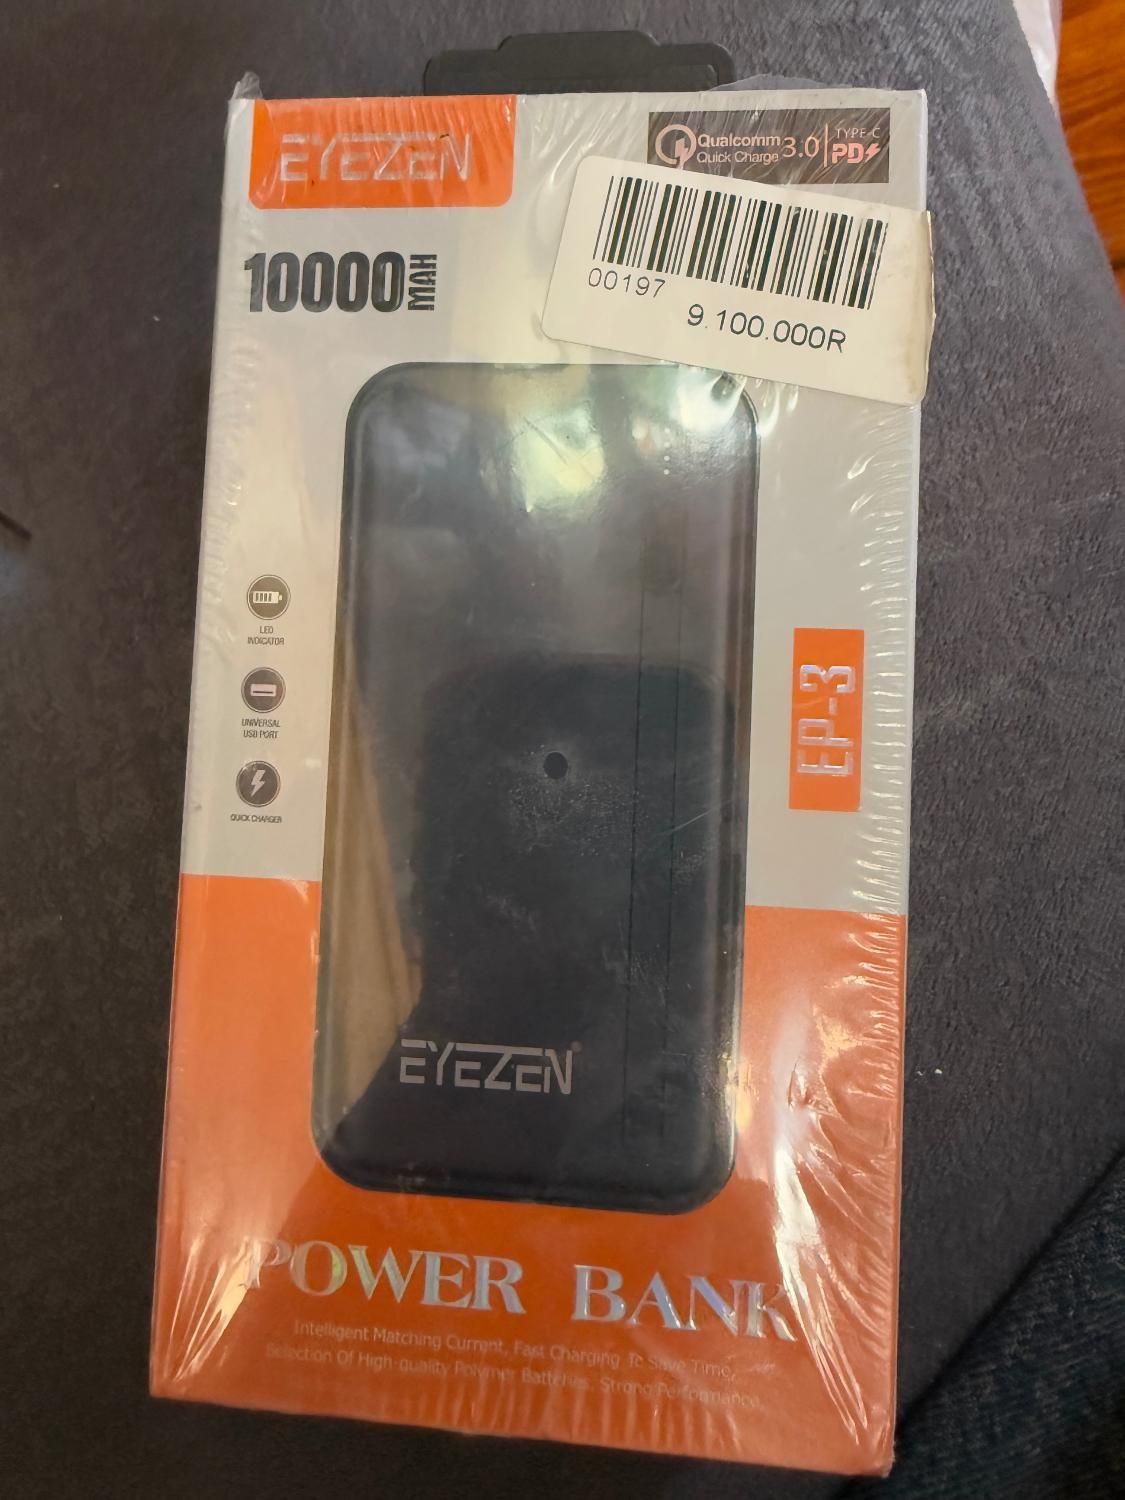 EYEZEN
Qualcomm
Quick Charge 3.0
TYPE-C
PD
10000MAH
00197
9.100.000R
LED
INDICATOR
UNIVERSAL
USB PORT
QUICK CHARGER
EP-3
EYEZEN®
POWER BANK
Intelligent Matching Current, Fast Charging To Save Time,
Selection Of High-quality Polymer Batteries, Strong Performance.